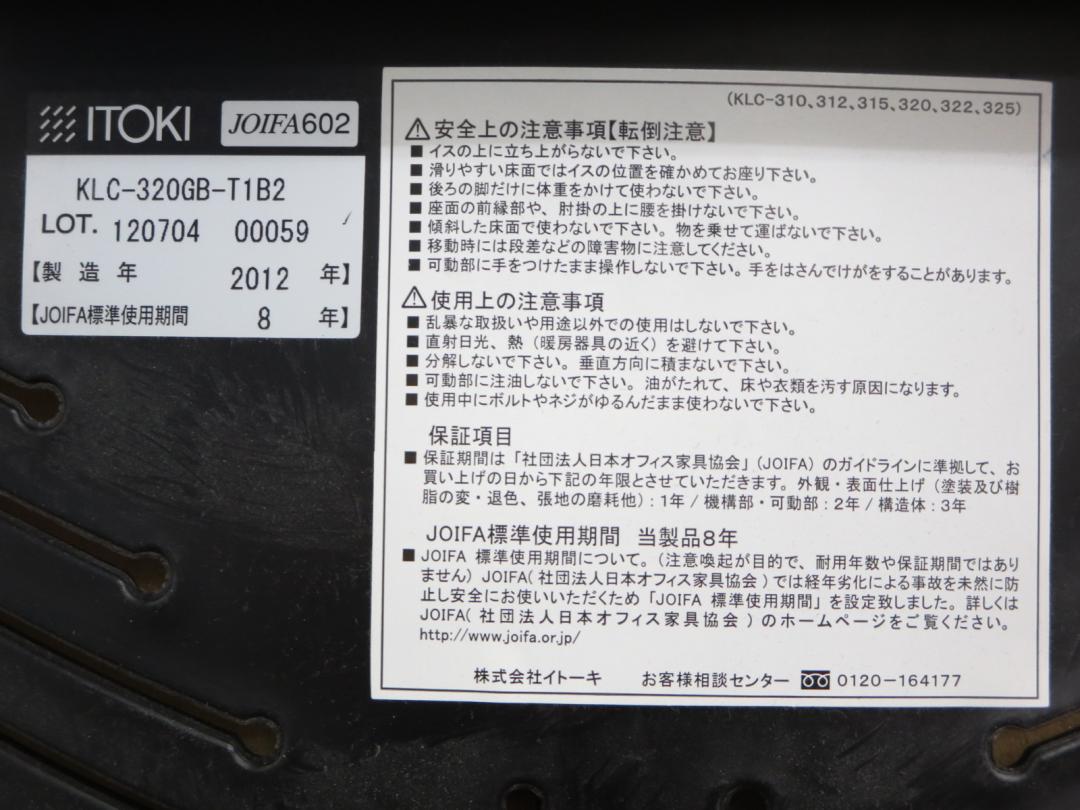 ITOKI JOIFA602
KLC-320GB-T1B2
LOT. 120704 00059
【製造年 2012 年】
【JOIFA標準使用期間 8 年】
(KLC-310、312、315、320、322、325)
⚠安全上の注意事項【転倒注意】
■ イスの上に立ち上がらないで下さい。
■ 滑りやすい床面ではイスの位置を確かめてお座り下さい。
■ 後ろの脚だけに体重をかけて使わないで下さい。
■ 座面の前縁部や、肘掛の上に腰を掛けないで下さい。
■ 傾斜した床面で使わないで下さい。物を乗せて運ばないで下さい。
■ 移動時には段差などの障害物に注意してください。
■ 可動部に手をつけたまま操作しないで下さい。手をはさんでけがをすることがあります。
⚠使用上の注意事項
■ 乱暴な取扱いや用途以外での使用はしないで下さい。
■ 直射日光、熱（暖房器具の近く）を避けて下さい。
■ 分解しないで下さい。垂直方向に積まないで下さい。
■ 可動部に注油しないで下さい。油がたれて、床や衣類を汚す原因になります。
■ 使用中にボルトやネジがゆるんだまま使わないで下さい。
保証項目
■ 保証期間は「社団法人日本オフィス家具協会」(JOIFA) のガイドラインに準拠して、お
買い上げの日から下記の年限とさせていただきます。外観・表面仕上げ（塗装及び樹
脂の変・退色、張地の磨耗他）: 1年 / 機構部・可動部 : 2年 / 構造体 : 3年
JOIFA標準使用期間 当製品8年
■ JOIFA 標準使用期間について。（注意喚起が目的で、耐用年数や保証期間ではあり
ません）JOIFA( 社団法人日本オフィス家具協会 ) では経年劣化による事故を未然に防
止し安全にお使いいただくため「JOIFA 標準使用期間」を設定致しました。詳しくは
JOIFA( 社団法人日本オフィス家具協会 ) のホームページをご覧ください。
http://www.joifa.or.jp/
株式会社イトーキ お客様相談センター 0120-164177